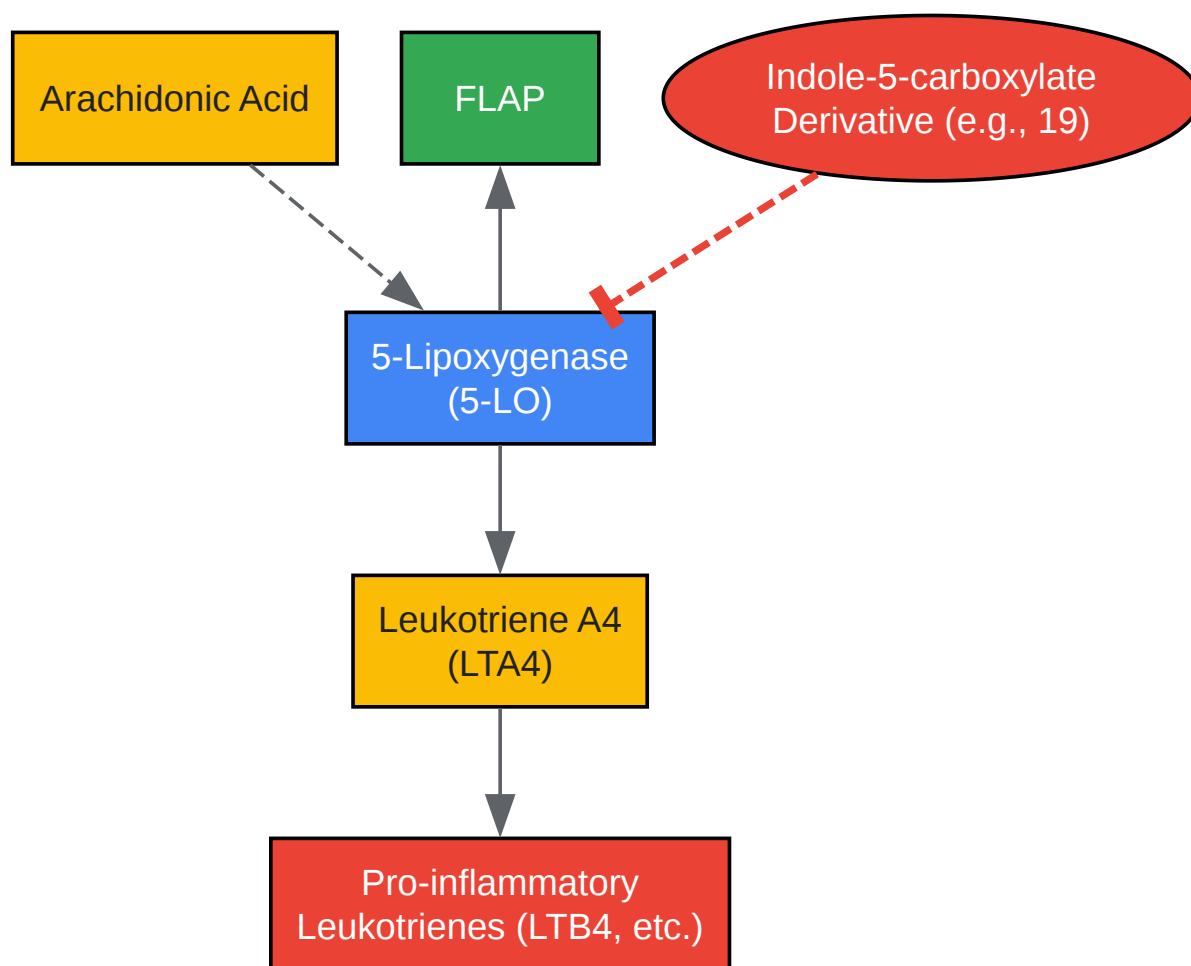 Arachidonic Acid
FLAP
Indole-5-carboxylate
Derivative (e.g., 19)
5-Lipoxygenase
(5-LO)
Leukotriene A4
(LTA4)
Pro-inflammatory
Leukotrienes (LTB4, etc.)